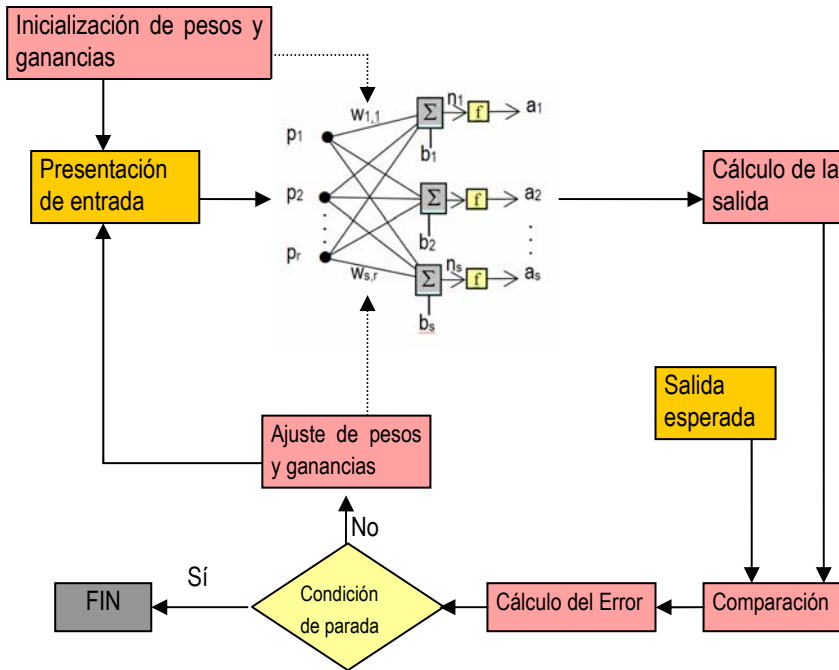 Inicialización de pesos y
ganancias
Presentación
de entrada
p1
p2
pr
w1,1
ws,r
Σ
Σ
Σ
b1
b2
bs
n1
ns
f
f
f
a1
a2
as
Cálculo de la
salida
Salida
esperada
Ajuste de pesos
y ganancias
No
Sí
FIN
Condición
de parada
Cálculo del Error
Comparación